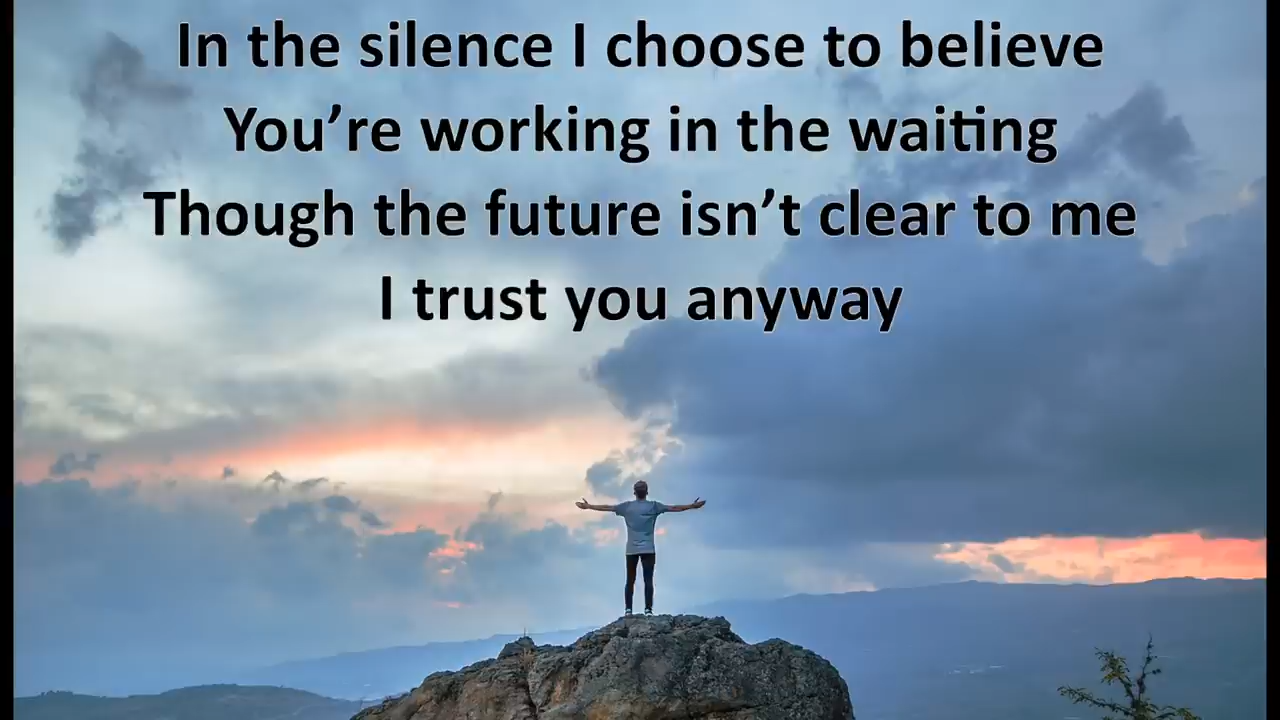 In the silence I choose to believe
You’re working in the waiting
Though the future isn’t clear to me
I trust you anyway